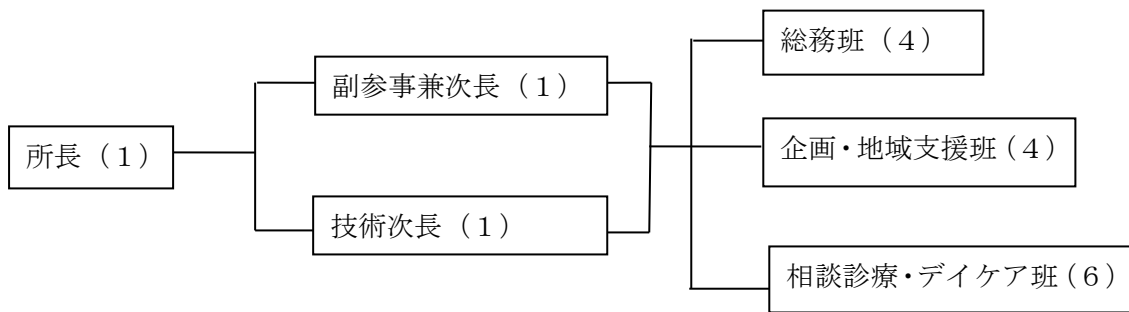 所長（１）
副参事兼次長（１）
技術次長（１）
総務班（４）
企画・地域支援班（４）
相談診療・デイケア班（６）